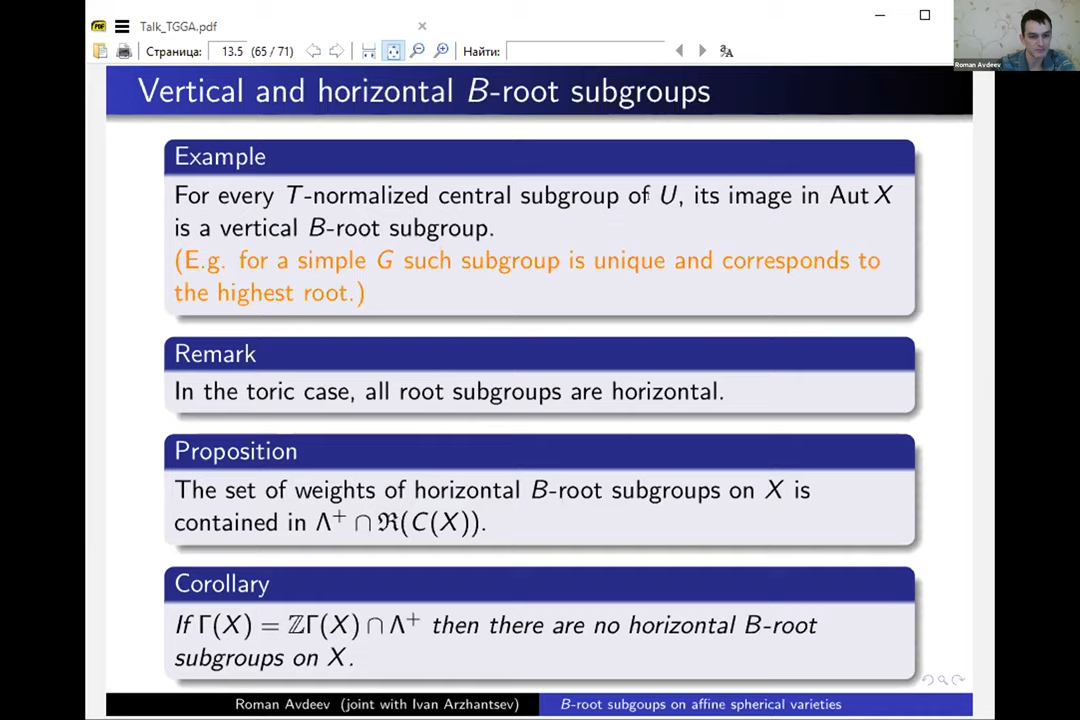 Talk_TGGA.pdf
Страница: 13.5 (65 / 71) Найти:
Roman Avdeev
Vertical and horizontal B-root subgroups
Example
For every T-normalized central subgroup of U, its image in Aut X
is a vertical B-root subgroup.
(E.g. for a simple G such subgroup is unique and corresponds to
the highest root.)
Remark
In the toric case, all root subgroups are horizontal.
Proposition
The set of weights of horizontal B-root subgroups on X is
contained in Λ⁺ ∩ ℜ(C(X)).
Corollary
If Γ(X) = ℤΓ(X) ∩ Λ⁺ then there are no horizontal B-root
subgroups on X.
Roman Avdeev (joint with Ivan Arzhantsev) B-root subgoups on affine spherical varieties